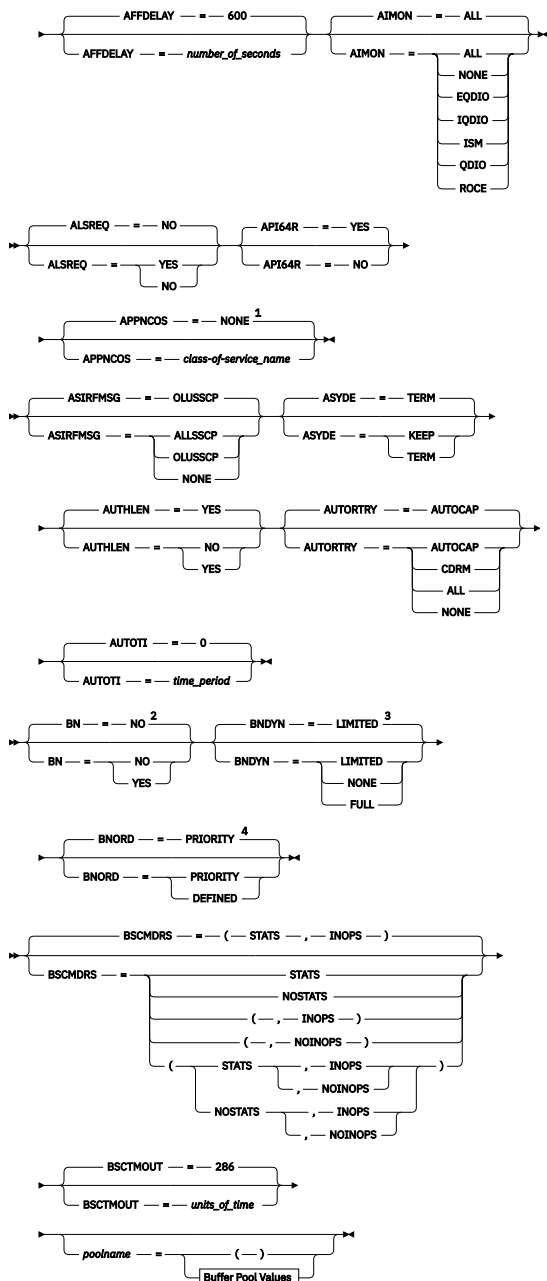 AFFDELAY = 600 AIMON = ALL
AFFDELAY = number_of_seconds AIMON = ALL
NONE
EQDIO
IQDIO
ISM
QDIO
ROCE
ALSREQ = NO API64R = YES
ALSREQ = YES API64R = NO
NO
APPNCOS = NONE 1
APPNCOS = class-of-service_name
ASIRFMSG = OLUSSCP ASYDE = TERM
ASIRFMSG = ALLSSCP ASYDE = KEEP
OLUSSCP TERM
NONE
AUTHLEN = YES AUTORTRY = AUTOCAP
AUTHLEN = NO AUTORTRY = AUTOCAP
YES CDRM
ALL
NONE
AUTOTI = 0
AUTOTI = time_period
BN = NO 2 BNDYN = LIMITED 3
BN = NO BNDYN = LIMITED
YES NONE
FULL
BNORD = PRIORITY 4
BNORD = PRIORITY
DEFINED
BSCMDRS = ( STATS , INOPS )
BSCMDRS = STATS
NOSTATS
( , INOPS )
( , NOINOPS )
( STATS , INOPS )
, NOINOPS
NOSTATS , INOPS
, NOINOPS
BSCTMOUT = 286
BSCTMOUT = units_of_time
poolname = ( )
Buffer Pool Values